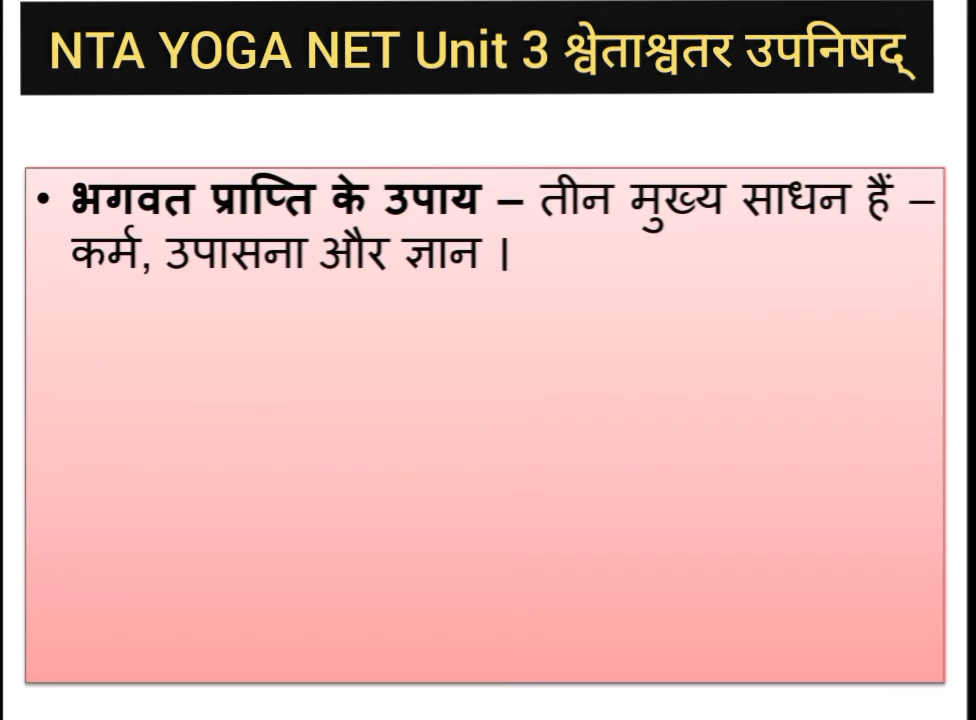 NTA YOGA NET Unit 3 श्वेताश्वतर उपनिषद्
• भगवत प्राप्ति के उपाय – तीन मुख्य साधन हैं –
कर्म, उपासना और ज्ञान ।